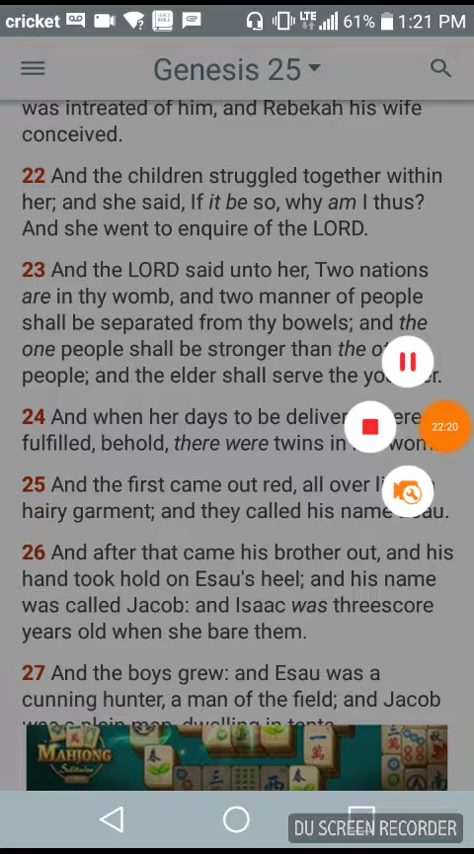 cricket LTE 61% 1:21 PM
Genesis 25
was intreated of him, and Rebekah his wife
conceived.
22 And the children struggled together within
her; and she said, If it be so, why am I thus?
And she went to enquire of the LORD.
23 And the LORD said unto her, Two nations
are in thy womb, and two manner of people
shall be separated from thy bowels; and the
one people shall be stronger than the
people; and the elder shall serve the
24 And when her days to be
22:20
fulfilled, behold, there were twins in
25 And the first came out red, all over
hairy garment; and they called his name
26 And after that came his brother out, and his
hand took hold on Esau's heel; and his name
was called Jacob: and Isaac was threescore
years old when she bare them.
27 And the boys grew: and Esau was a
cunning hunter, a man of the field; and Jacob
was a plain man, dwelling in tents
MAHJONG
Solitaire
DU SCREEN RECORDER